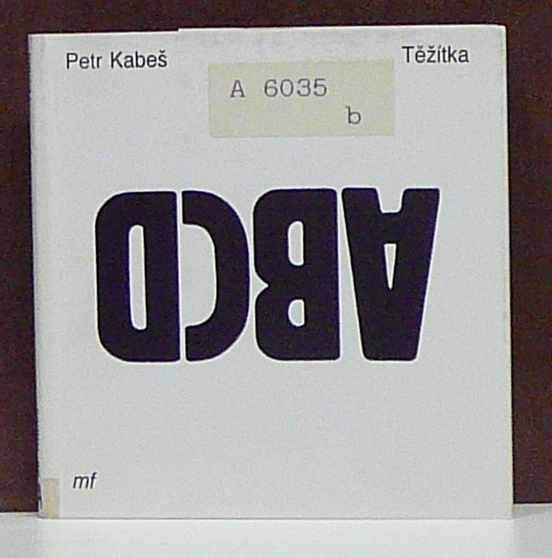 Petr Kabeš
Těžítka
A 6035
b
ABCD
mf